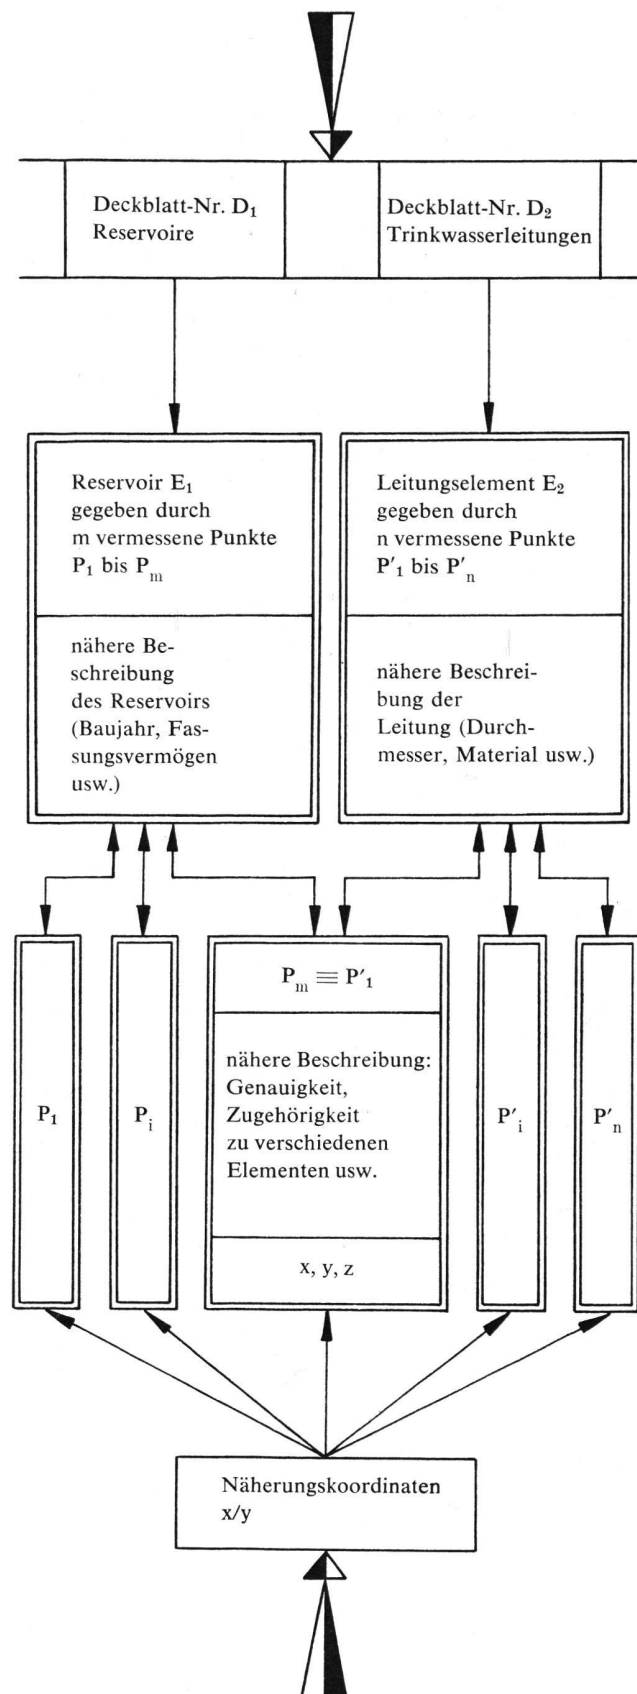 Deckblatt-Nr. D₁
Reservoire
Deckblatt-Nr. D₂
Trinkwasserleitungen
Reservoir E₁
gegeben durch
m vermessene Punkte
P₁ bis Pₘ
Leitungselement E₂
gegeben durch
n vermessene Punkte
P′₁ bis P′ₙ
nähere Be-
schreibung
des Reservoirs
(Baujahr, Fas-
sungsvermögen
usw.)
nähere Beschrei-
bung der
Leitung (Durch-
messer, Material usw.)
P₁
Pᵢ
Pₘ ≡ P′₁
nähere Beschreibung:
Genauigkeit,
Zugehörigkeit
zu verschiedenen
Elementen usw.
x, y, z
P′ᵢ
P′ₙ
Näherungskoordinaten
x/y